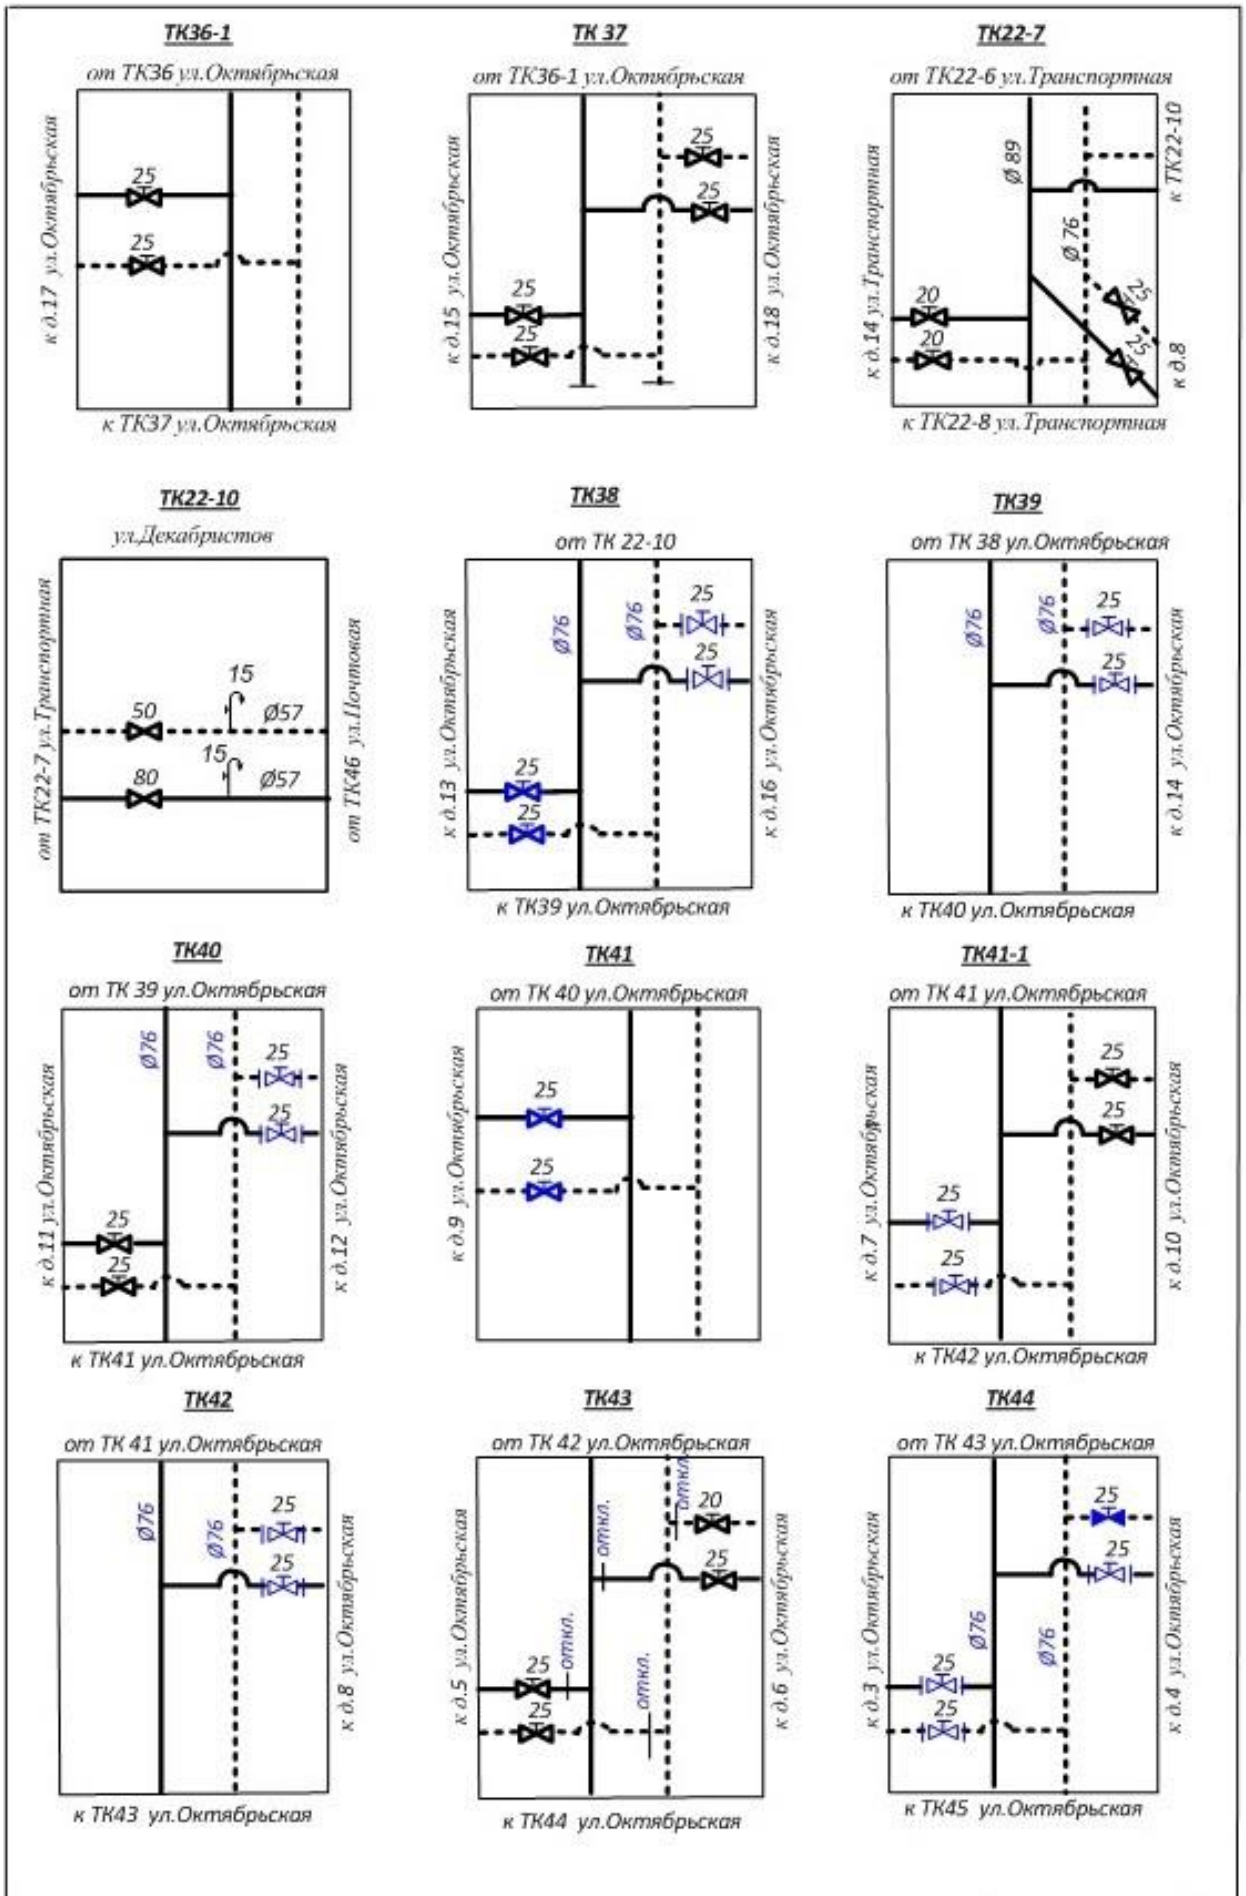 ТК36-1
от ТК36 ул.Октябрьская
к д.17 ул.Октябрьская
25
25
к ТК37 ул.Октябрьская
ТК 37
от ТК36-1 ул.Октябрьская
к д.15 ул.Октябрьская
25
25
25
25
к д.18 ул.Октябрьская
ТК22-7
от ТК22-6 ул.Транспортная
к д.14 ул.Транспортная
Ø 89
Ø 76
20
20
25
25
к ТК22-10
к д.8
к ТК22-8 ул.Транспортная
ТК22-10
ул.Декабристов
от ТК22-7 ул.Транспортная
15
50
Ø57
15
80
Ø57
от ТК46 ул.Почтовая
ТК38
от ТК 22-10
к д.13 ул.Октябрьская
Ø76
Ø76
25
25
25
25
к д.16 ул.Октябрьская
к ТК39 ул.Октябрьская
ТК39
от ТК 38 ул.Октябрьская
Ø76
Ø76
25
25
к д.14 ул.Октябрьская
к ТК40 ул.Октябрьская
ТК40
от ТК 39 ул.Октябрьская
к д.11 ул.Октябрьская
Ø76
Ø76
25
25
25
25
к д.12 ул.Октябрьская
к ТК41 ул.Октябрьская
ТК41
от ТК 40 ул.Октябрьская
к д.9 ул.Октябрьская
25
25
ТК41-1
от ТК 41 ул.Октябрьская
к д.7 ул.Октябрьская
25
25
25
25
к д.10 ул.Октябрьская
к ТК42 ул.Октябрьская
ТК42
от ТК 41 ул.Октябрьская
Ø76
Ø76
25
25
к д.8 ул.Октябрьская
к ТК43 ул.Октябрьская
ТК43
от ТК 42 ул.Октябрьская
к д.5 ул.Октябрьская
откл.
откл.
20
25
25
откл.
откл.
25
к д.6 ул.Октябрьская
к ТК44 ул.Октябрьская
ТК44
от ТК 43 ул.Октябрьская
к д.3 ул.Октябрьская
25
25
Ø76
Ø76
25
25
к д.4 ул.Октябрьская
к ТК45 ул.Октябрьская